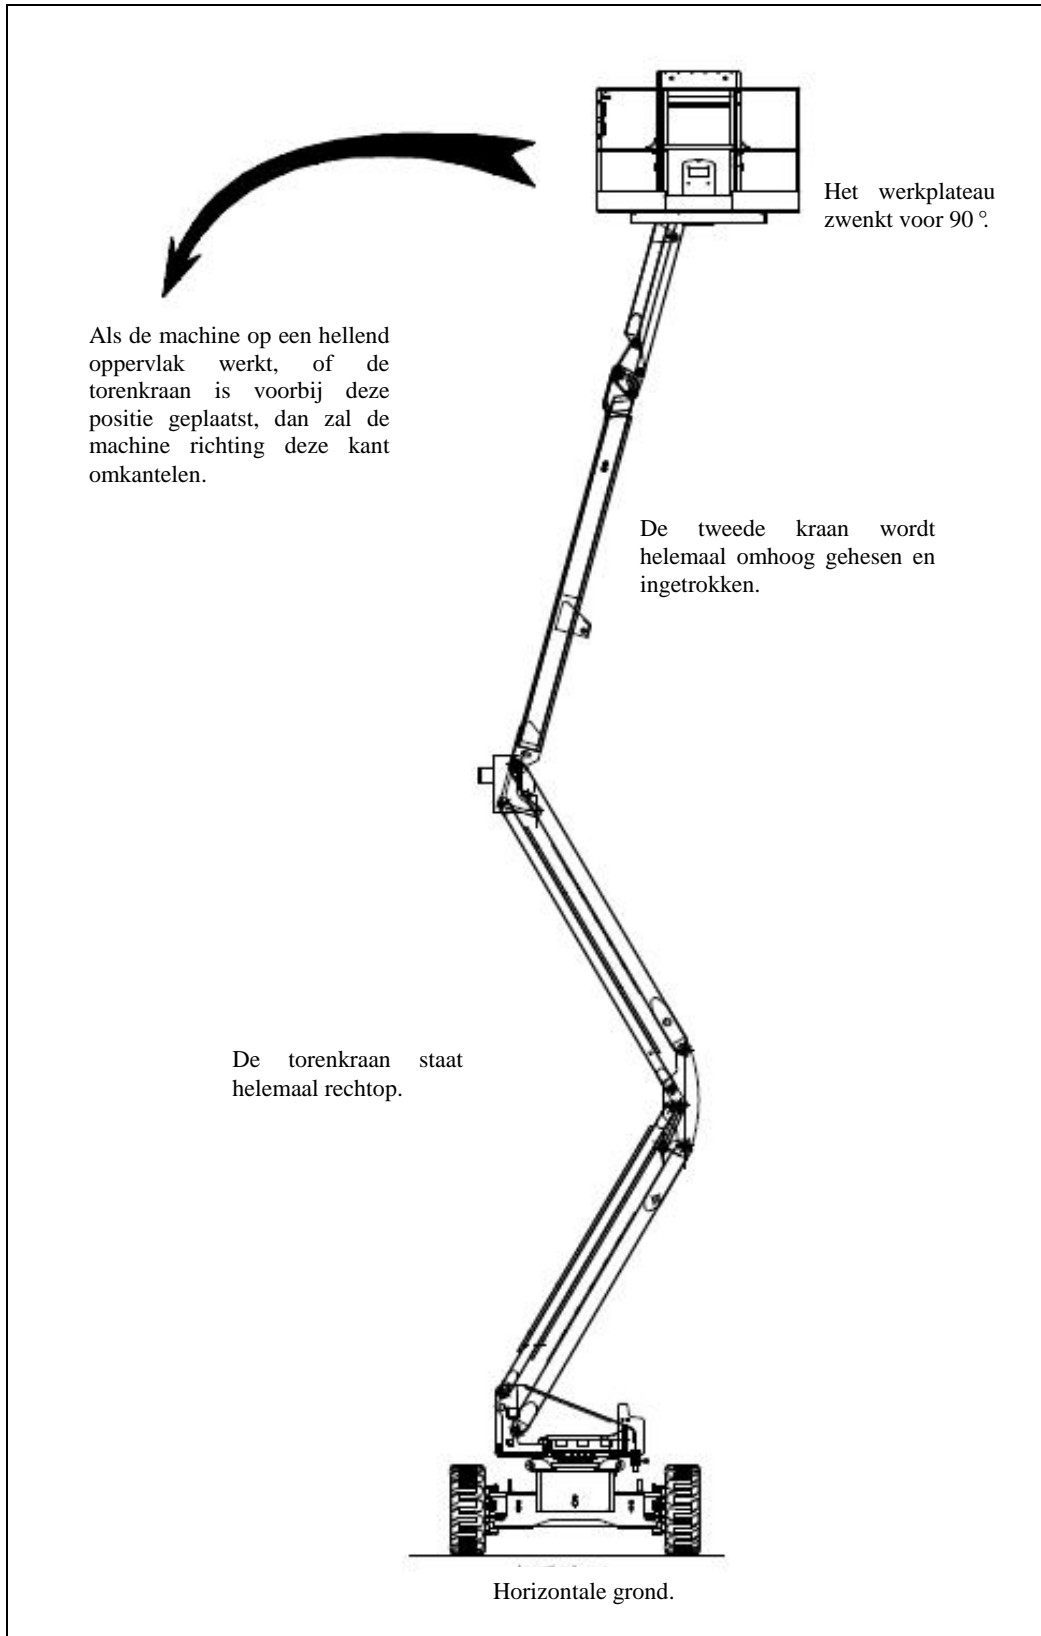 Het werkplateau
zwenkt voor 90 °.
Als de machine op een hellend
oppervlak werkt, of de
torenkraan is voorbij deze
positie geplaatst, dan zal de
machine richting deze kant
omkantelen.
De tweede kraan wordt
helemaal omhoog gehesen en
ingetrokken.
De torenkraan staat
helemaal rechtop.
Horizontale grond.